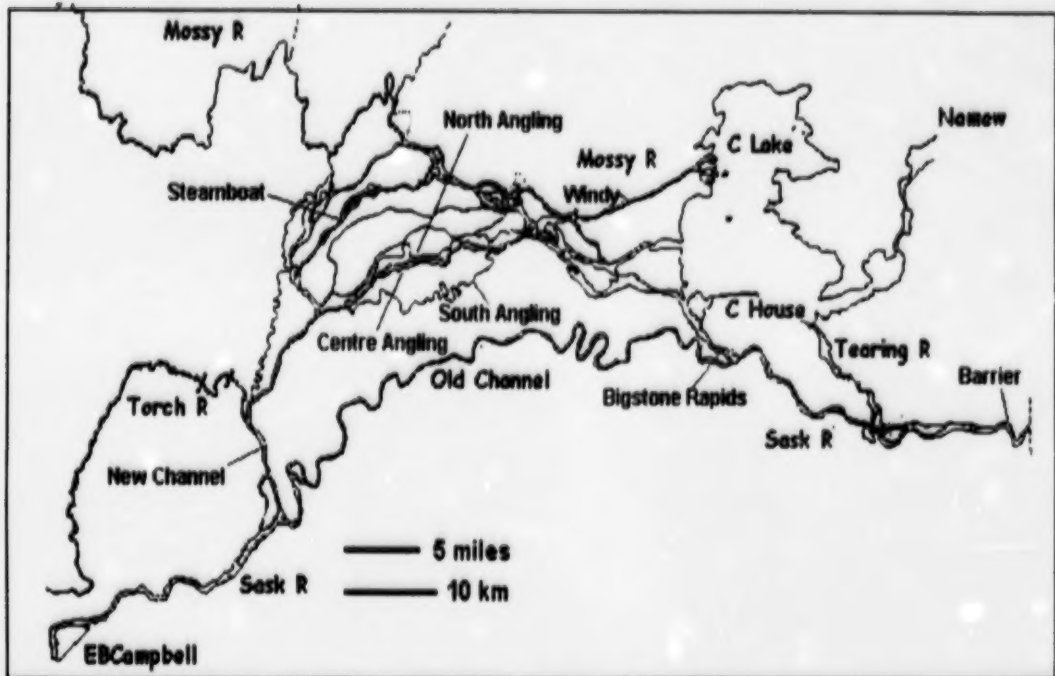 Mossy R
North Angling
Namew
C Lake
Mossy R
Steamboat
Windy
South Angling
C House
Centre Angling
Tearing R
Old Channel
Barrier
Torch R
Bigstone Rapids
Sask R
New Channel
5 miles
Sask R
10 km
EBCampbell